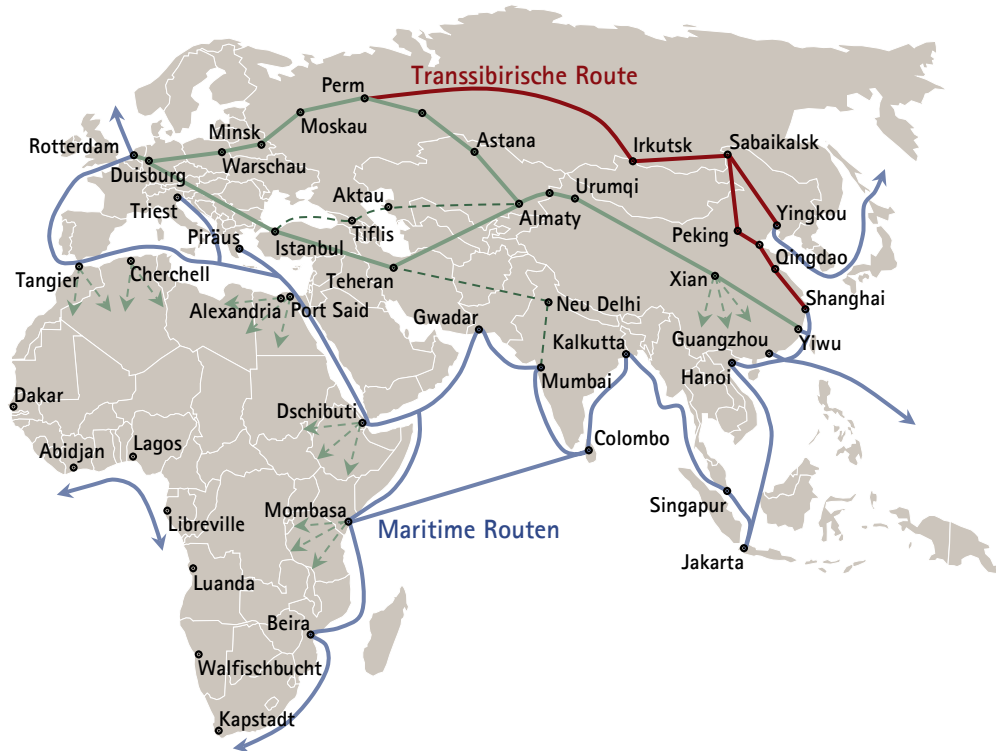 Perm
Transsibirische Route
Moskau
Minsk
Rotterdam
Warschau
Duisburg
Astana
Irkutsk
Sabaikalsk
Triest
Aktau
Urumqi
Almaty
Yingkou
Piräus
Tiflis
Istanbul
Peking
Qingdao
Tangier
Cherchell
Teheran
Xian
Alexandria
Port Said
Neu Delhi
Shanghai
Gwadar
Kalkutta
Guangzhou
Yiwu
Mumbai
Hanoi
Dakar
Dschibuti
Abidjan
Lagos
Colombo
Singapur
Mombasa
Libreville
Maritime Routen
Jakarta
Luanda
Beira
Walfischbucht
Kapstadt